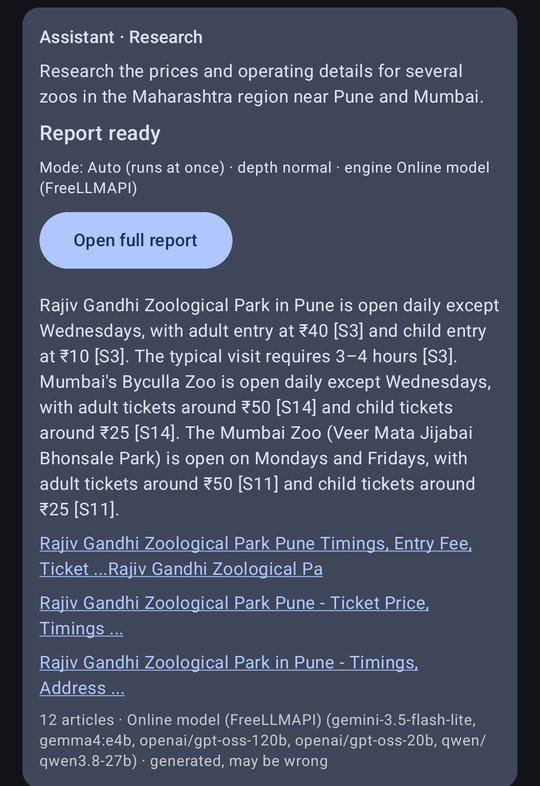 Assistant · Research
Research the prices and operating details for several
zoos in the Maharashtra region near Pune and Mumbai.
Report ready
Mode: Auto (runs at once) · depth normal · engine Online model
(FreeLLMAPI)
Open full report
Rajiv Gandhi Zoological Park in Pune is open daily except
Wednesdays, with adult entry at ₹40 [S3] and child entry
at ₹10 [S3]. The typical visit requires 3–4 hours [S3].
Mumbai's Byculla Zoo is open daily except Wednesdays,
with adult tickets around ₹50 [S14] and child tickets
around ₹25 [S14]. The Mumbai Zoo (Veer Mata Jijabai
Bhonsale Park) is open on Mondays and Fridays, with
adult tickets around ₹50 [S11] and child tickets around
₹25 [S11].
Rajiv Gandhi Zoological Park Pune Timings, Entry Fee,
Ticket ...Rajiv Gandhi Zoological Pa
Rajiv Gandhi Zoological Park Pune - Ticket Price,
Timings ...
Rajiv Gandhi Zoological Park in Pune - Timings,
Address ...
12 articles · Online model (FreeLLMAPI) (gemini-3.5-flash-lite,
gemma4:e4b, openai/gpt-oss-120b, openai/gpt-oss-20b, qwen/
qwen3.8-27b) · generated, may be wrong